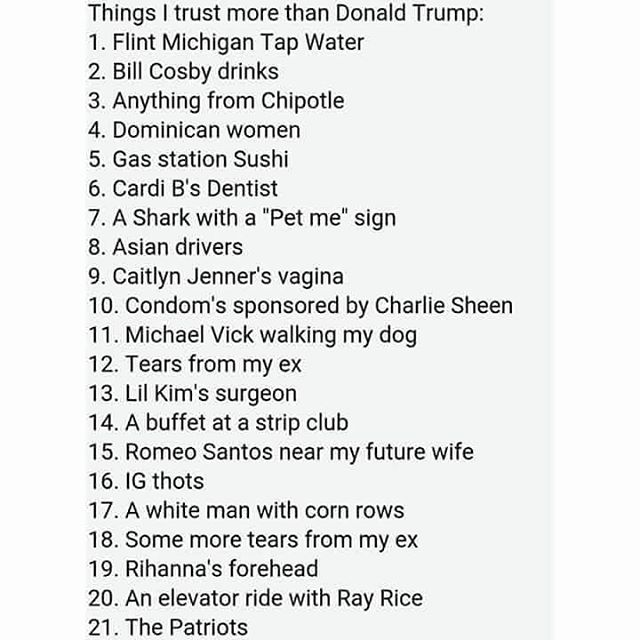 Things I trust more than Donald Trump:
1. Flint Michigan Tap Water
2. Bill Cosby drinks
3. Anything from Chipotle
4. Dominican women
5. Gas station Sushi
6. Cardi B's Dentist
7. A Shark with a "Pet me" sign
8. Asian drivers
9. Caitlyn Jenner's vagina
10. Condom's sponsored by Charlie Sheen
11. Michael Vick walking my dog
12. Tears from my ex
13. Lil Kim's surgeon
14. A buffet at a strip club
15. Romeo Santos near my future wife
16. IG thots
17. A white man with corn rows
18. Some more tears from my ex
19. Rihanna's forehead
20. An elevator ride with Ray Rice
21. The Patriots